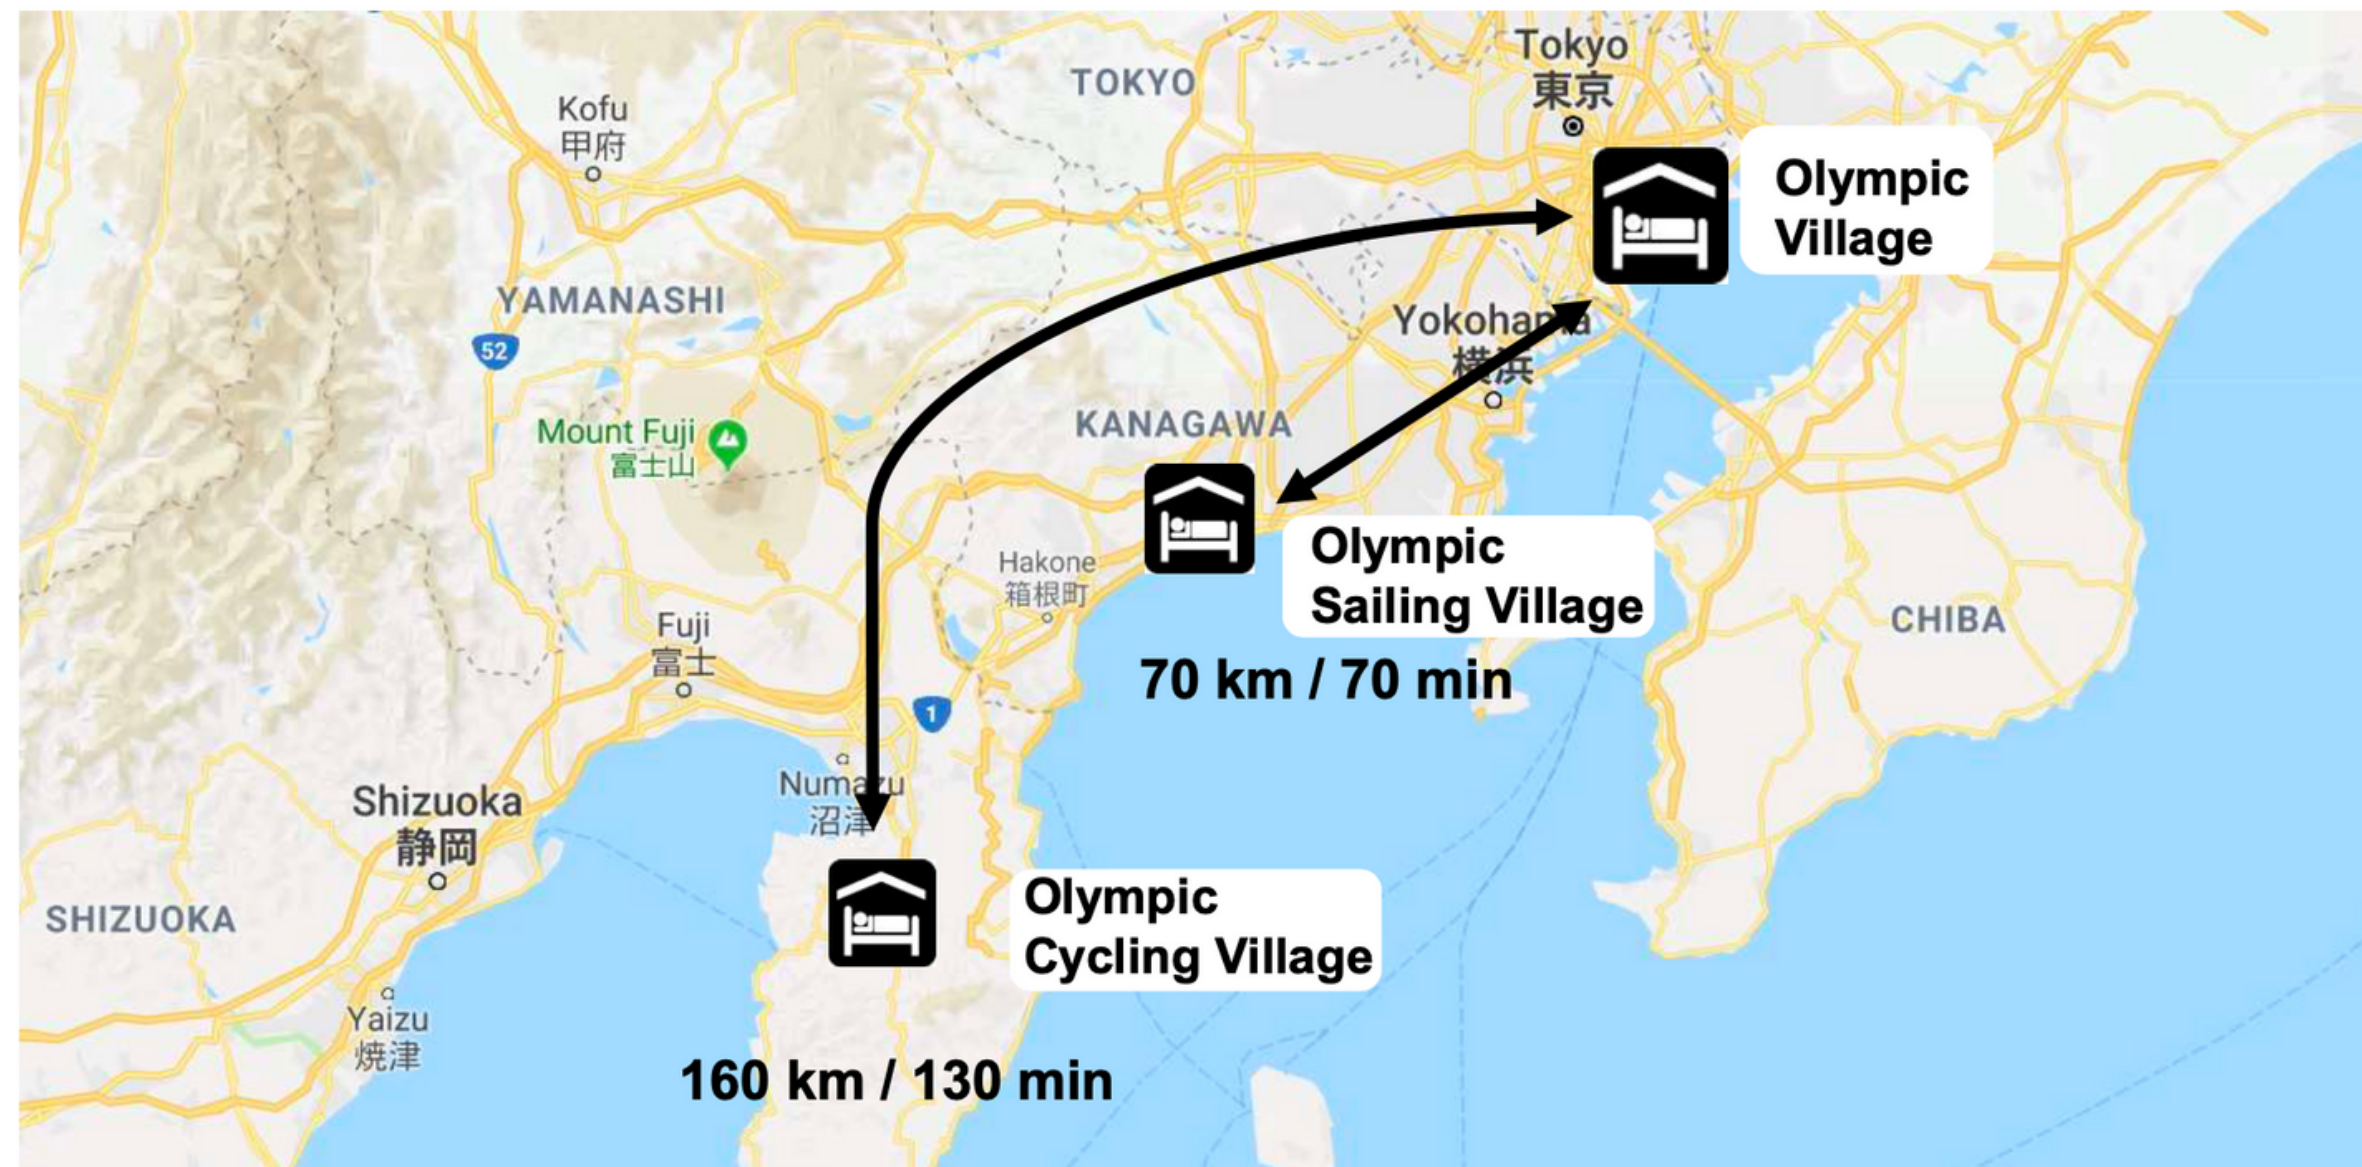 Tokyo
東京
TOKYO
Kofu
甲府
Olympic
Village
YAMANASHI
52
Yokohama
横浜
Mount Fuji
富士山
KANAGAWA
Hakone
箱根町
Olympic
Sailing Village
CHIBA
Fuji
富士
70 km / 70 min
1
Numazu
沼津
Shizuoka
静岡
SHIZUOKA
Olympic
Cycling Village
Yaizu
焼津
160 km / 130 min